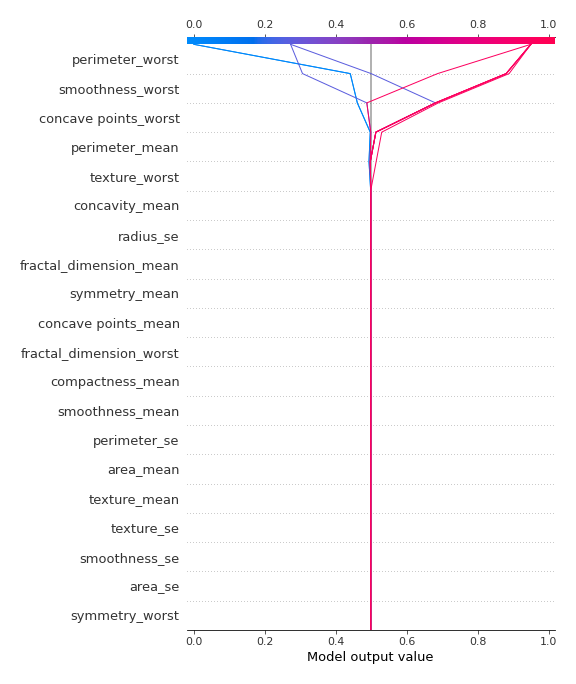 0.0 0.2 0.4 0.6 0.8 1.0
perimeter_worst
smoothness_worst
concave points_worst
perimeter_mean
texture_worst
concavity_mean
radius_se
fractal_dimension_mean
symmetry_mean
concave points_mean
fractal_dimension_worst
compactness_mean
smoothness_mean
perimeter_se
area_mean
texture_mean
texture_se
smoothness_se
area_se
symmetry_worst
0.0 0.2 0.4 0.6 0.8 1.0
Model output value